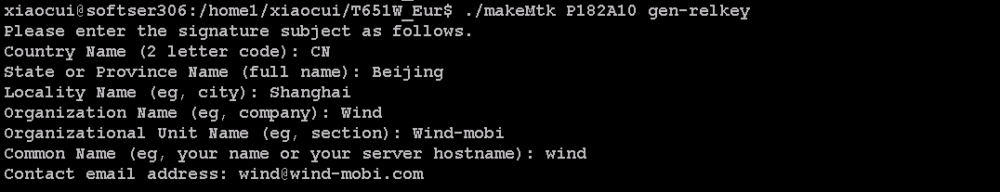 xiaocui@softser306:/home1/xiaocui/T651W_Eur$ ./makeMtk P182A10 gen-relkey
Please enter the signature subject as follows.
Country Name (2 letter code): CN
State or Province Name (full name): Beijing
Locality Name (eg, city): Shanghai
Organization Name (eg, company): Wind
Organizational Unit Name (eg, section): Wind-mobi
Common Name (eg, your name or your server hostname): wind
Contact email address: wind@wind-mobi.com